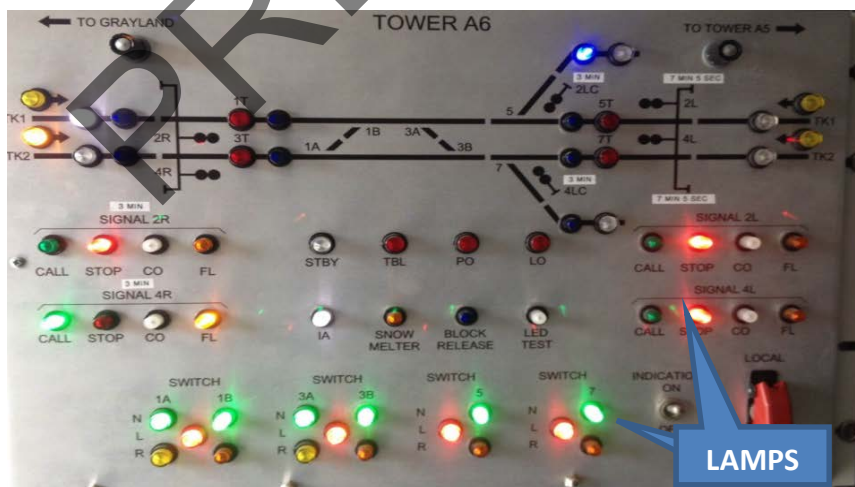 TO GRAYLAND
TOWER A6
TO TOWER A5
3 MIN
7 MIN 5 SEC
2LC
1T
5
5T
2L
TK1
TK1
2R
1B
3A
3T
1A
3B
7T
4L
TK2
7
TK2
4R
3 MIN
4LC
3 MIN
7 MIN 5 SEC
SIGNAL 2R
SIGNAL 2L
CALL STOP CO FL
STBY TBL PO LO
CALL STOP CO FL
3 MIN
SIGNAL 4R
SIGNAL 4L
CALL STOP CO FL
IA SNOW MELTER BLOCK RELEASE LED TEST
CALL STOP CO FL
LOCAL
SWITCH SWITCH SWITCH SWITCH
INDICATION
ON
1A 1B 3A 3B 5 7
N N N N
L L L L
R R R R
LAMPS